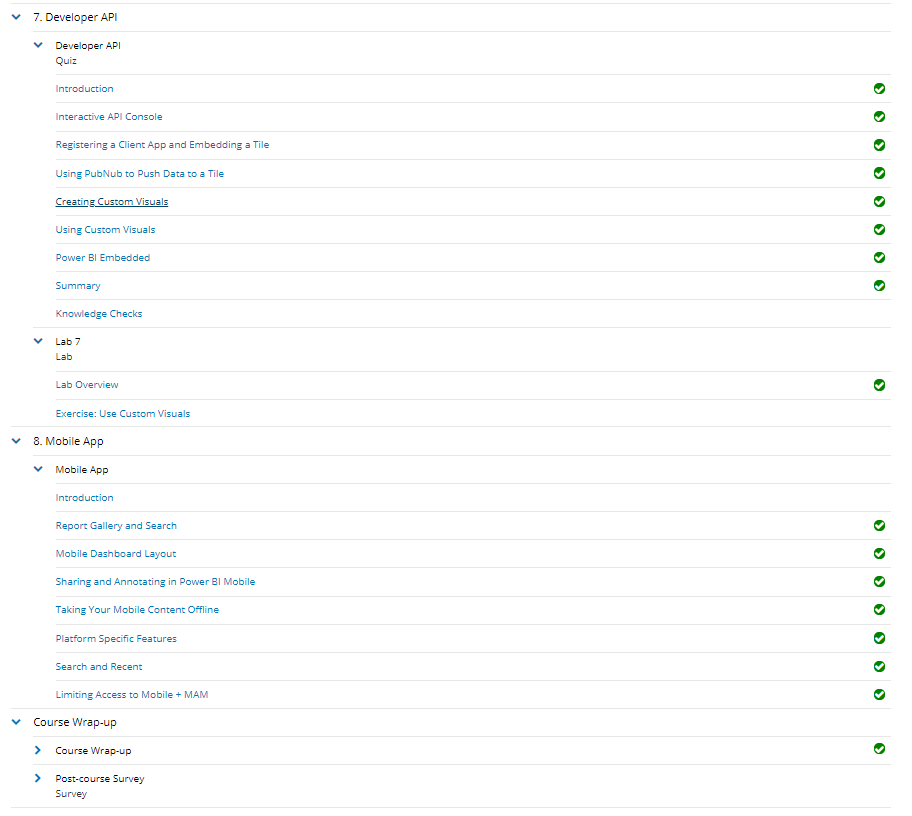 7. Developer API
Developer API
Quiz
Introduction
Interactive API Console
Registering a Client App and Embedding a Tile
Using PubNub to Push Data to a Tile
Creating Custom Visuals
Using Custom Visuals
Power BI Embedded
Summary
Knowledge Checks
Lab 7
Lab
Lab Overview
Exercise: Use Custom Visuals
8. Mobile App
Mobile App
Introduction
Report Gallery and Search
Mobile Dashboard Layout
Sharing and Annotating in Power BI Mobile
Taking Your Mobile Content Offline
Platform Specific Features
Search and Recent
Limiting Access to Mobile + MAM
Course Wrap-up
Course Wrap-up
Post-course Survey
Survey